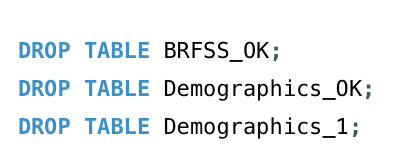 DROP TABLE BRFSS_OK;
DROP TABLE Demographics_OK;
DROP TABLE Demographics_1;